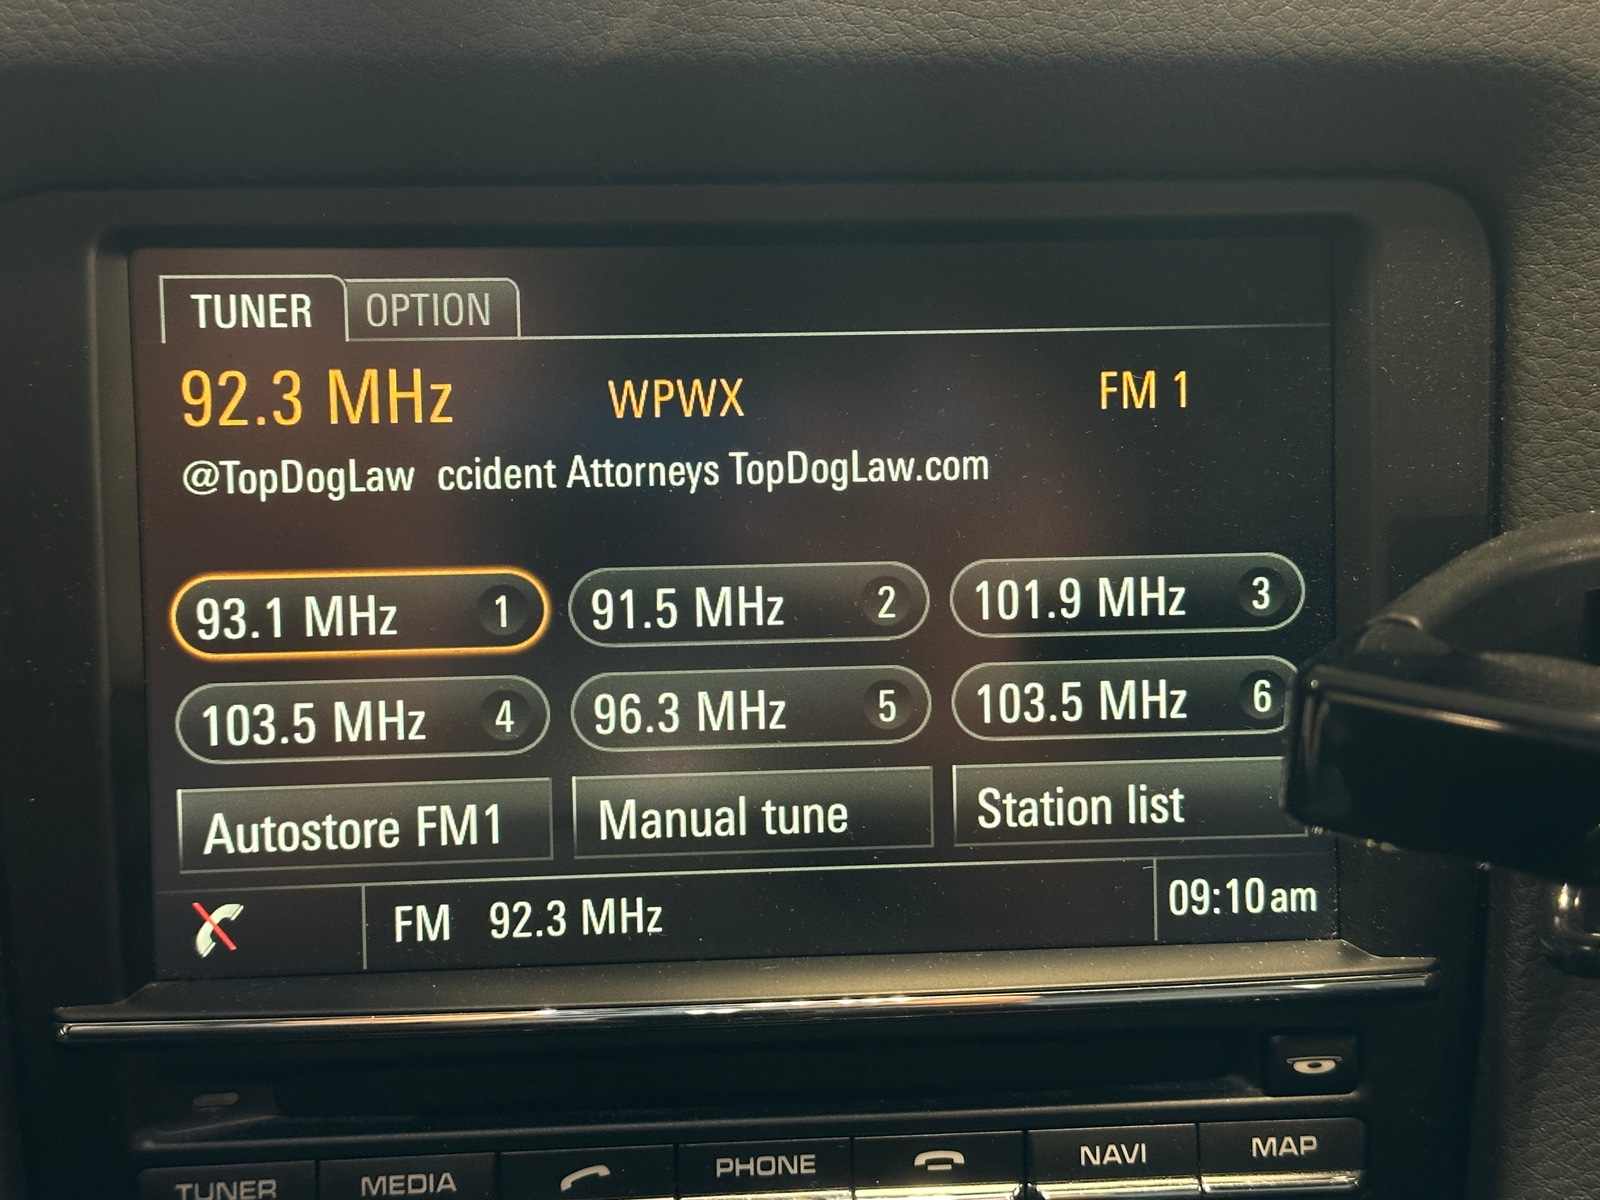 TUNER OPTION
92.3 MHz WPWX FM 1
@TopDogLaw ccident Attorneys TopDogLaw.com
93.1 MHz 1 91.5 MHz 2 101.9 MHz 3
103.5 MHz 4 96.3 MHz 5 103.5 MHz 6
Autostore FM1 Manual tune Station list
FM 92.3 MHz 09:10am
TUNER MEDIA PHONE NAVI MAP